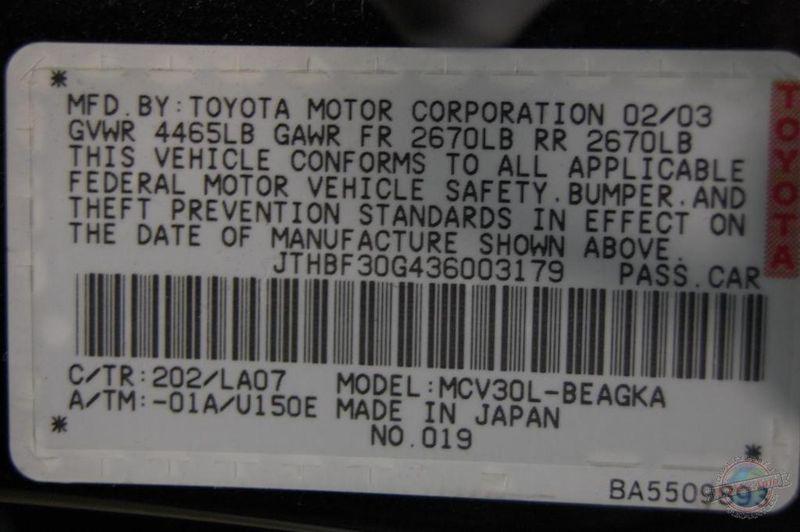 *
MFD.BY:TOYOTA MOTOR CORPORATION 02/03
GVWR 4465LB GAWR FR 2670LB RR 2670LB
THIS VEHICLE CONFORMS TO ALL APPLICABLE
FEDERAL MOTOR VEHICLE SAFETY.BUMPER.AND
THEFT PREVENTION STANDARDS IN EFFECT ON
THE DATE OF MANUFACTURE SHOWN ABOVE.
JTHBF30G436003179 PASS.CAR
TOYOTA
C/TR:202/LA07 MODEL:MCV30L-BEAGKA
A/TM:-01A/U150E MADE IN JAPAN
* NO.019 *
BA5509893